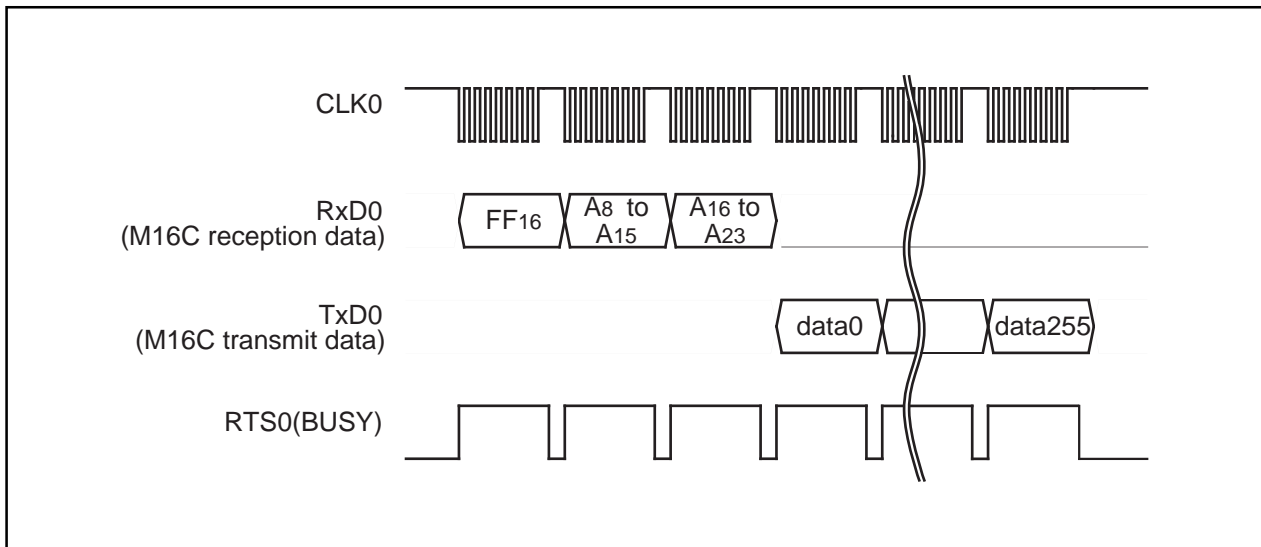 CLK0
RxD0
(M16C reception data)
FF16
A8 to
A15
A16 to
A23
TxD0
(M16C transmit data)
data0
data255
RTS0(BUSY)